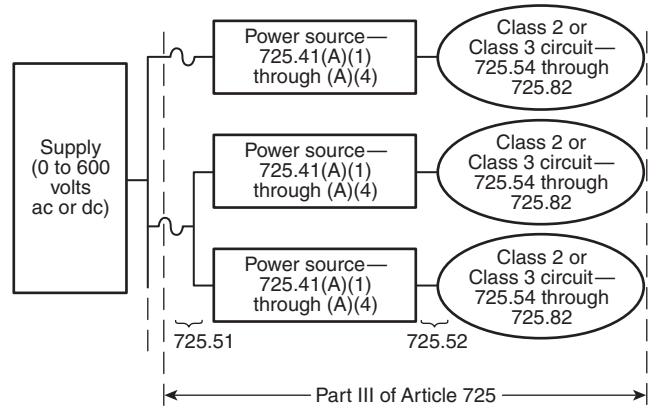 Supply
(0 to 600
volts
ac or dc)
Power source—
725.41(A)(1)
through (A)(4)
Class 2 or
Class 3 circuit—
725.54 through
725.82
Power source—
725.41(A)(1)
through (A)(4)
Class 2 or
Class 3 circuit—
725.54 through
725.82
Power source—
725.41(A)(1)
through (A)(4)
Class 2 or
Class 3 circuit—
725.54 through
725.82
725.51
725.52
Part III of Article 725